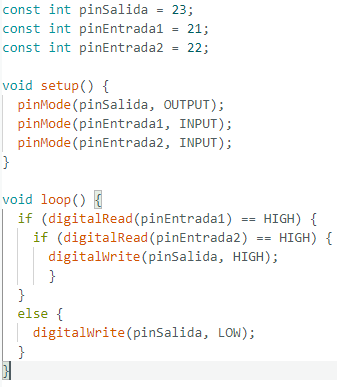 const int pinSalida = 23;
const int pinEntrada1 = 21;
const int pinEntrada2 = 22;

void setup() {
  pinMode(pinSalida, OUTPUT);
  pinMode(pinEntrada1, INPUT);
  pinMode(pinEntrada2, INPUT);
}

void loop() {
  if (digitalRead(pinEntrada1) == HIGH) {
    if (digitalRead(pinEntrada2) == HIGH) {
      digitalWrite(pinSalida, HIGH);
      }
  }
  else {
    digitalWrite(pinSalida, LOW);
  }
}